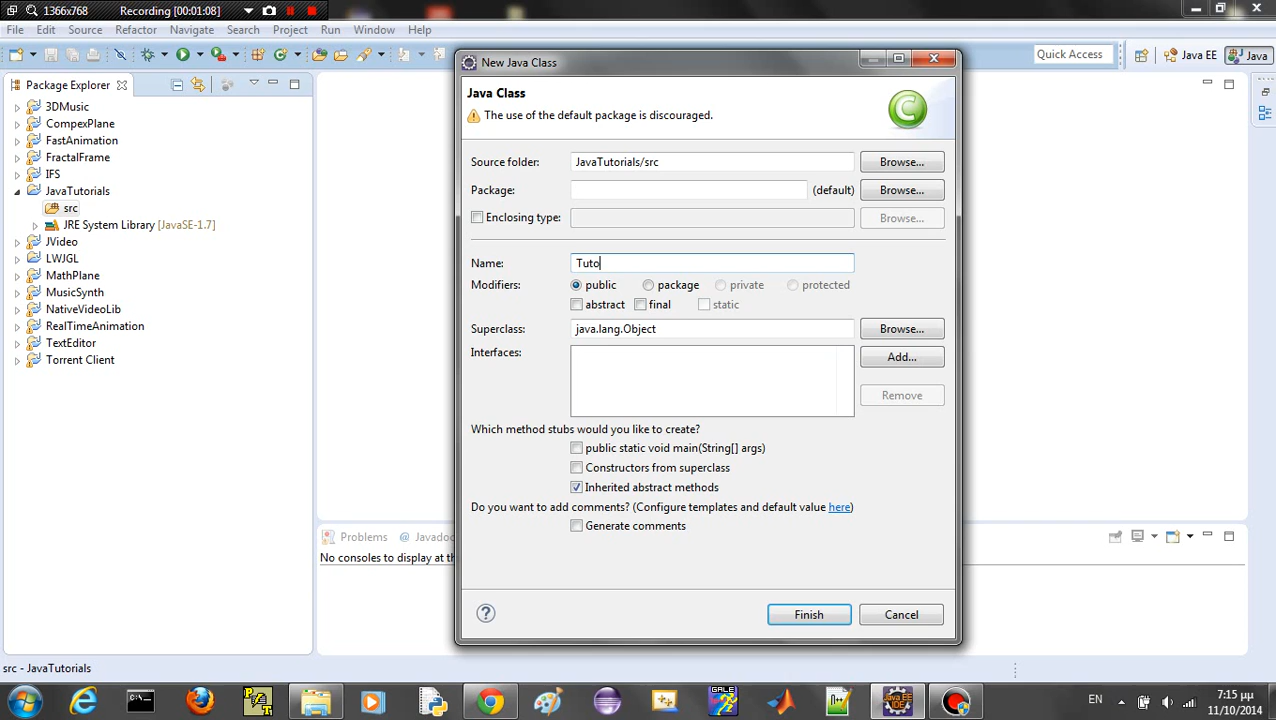 1366x768 Recording [00:01:08]
File Edit Source Refactor Navigate Search Project Run Window Help
Quick Access Java EE Java
Package Explorer
3DMusic
CompexPlane
FastAnimation
FractalFrame
IFS
JavaTutorials
src
JRE System Library [JavaSE-1.7]
JVideo
LWJGL
MathPlane
MusicSynth
NativeVideoLib
RealTimeAnimation
TextEditor
Torrent Client
New Java Class
Java Class
The use of the default package is discouraged.
Source folder: JavaTutorials/src Browse...
Package: (default) Browse...
Enclosing type: Browse...
Name: Tuto
Modifiers: public package private protected
abstract final static
Superclass: java.lang.Object Browse...
Interfaces: Add...
Remove
Which method stubs would you like to create?
public static void main(String[] args)
Constructors from superclass
Inherited abstract methods
Do you want to add comments? (Configure templates and default value here)
Generate comments
Finish Cancel
Problems @ Javadoc
No consoles to display at th
src - JavaTutorials
EN 7:15 μμ
11/10/2014